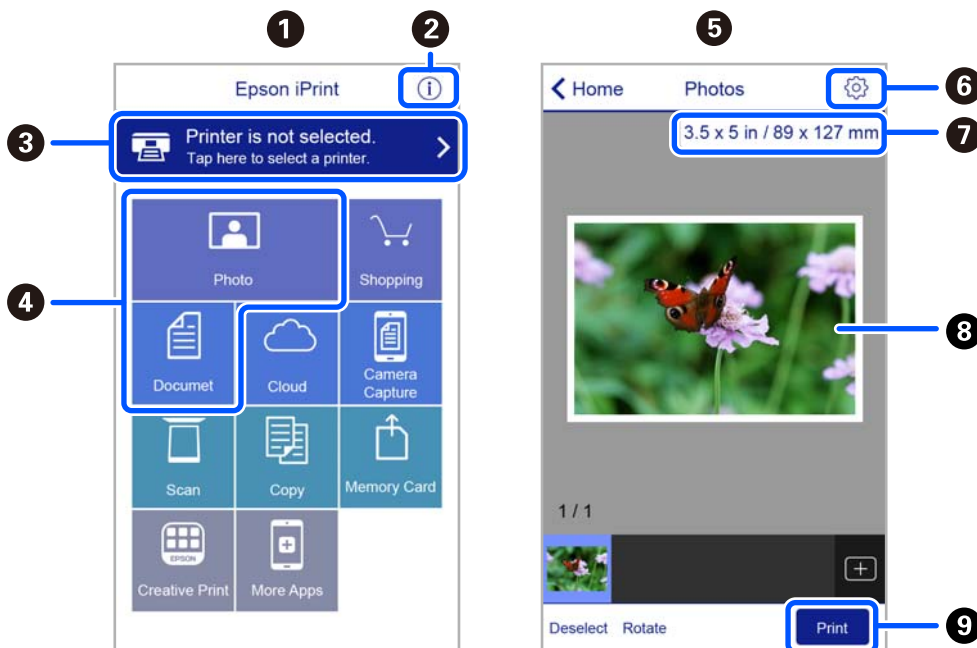 1
2
Epson iPrint
3
Printer is not selected.
Tap here to select a printer.
4
Photo
Shopping
Documet
Cloud
Camera
Capture
Scan
Copy
Memory Card
EPSON
Creative Print
More Apps
5
Home
Photos
6
3.5 x 5 in / 89 x 127 mm
7
8
1 / 1
Deselect
Rotate
Print
9